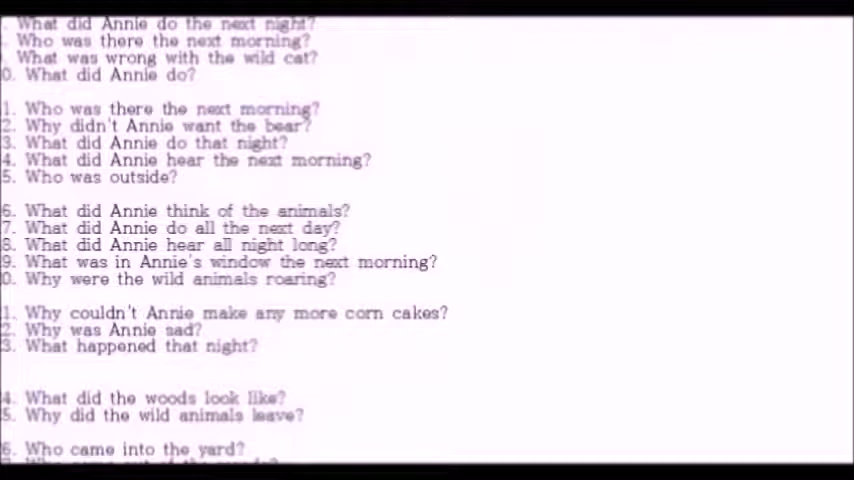 . What did Annie do the next night?
. Who was there the next morning?
. What was wrong with the wild cat?
0. What did Annie do?
1. Who was there the next morning?
2. Why didn't Annie want the bear?
3. What did Annie do that night?
4. What did Annie hear the next morning?
5. Who was outside?
6. What did Annie think of the animals?
7. What did Annie do all the next day?
8. What did Annie hear all night long?
9. What was in Annie's window the next morning?
0. Why were the wild animals roaring?
1. Why couldn't Annie make any more corn cakes?
2. Why was Annie sad?
3. What happened that night?
4. What did the woods look like?
5. Why did the wild animals leave?
6. Who came into the yard?